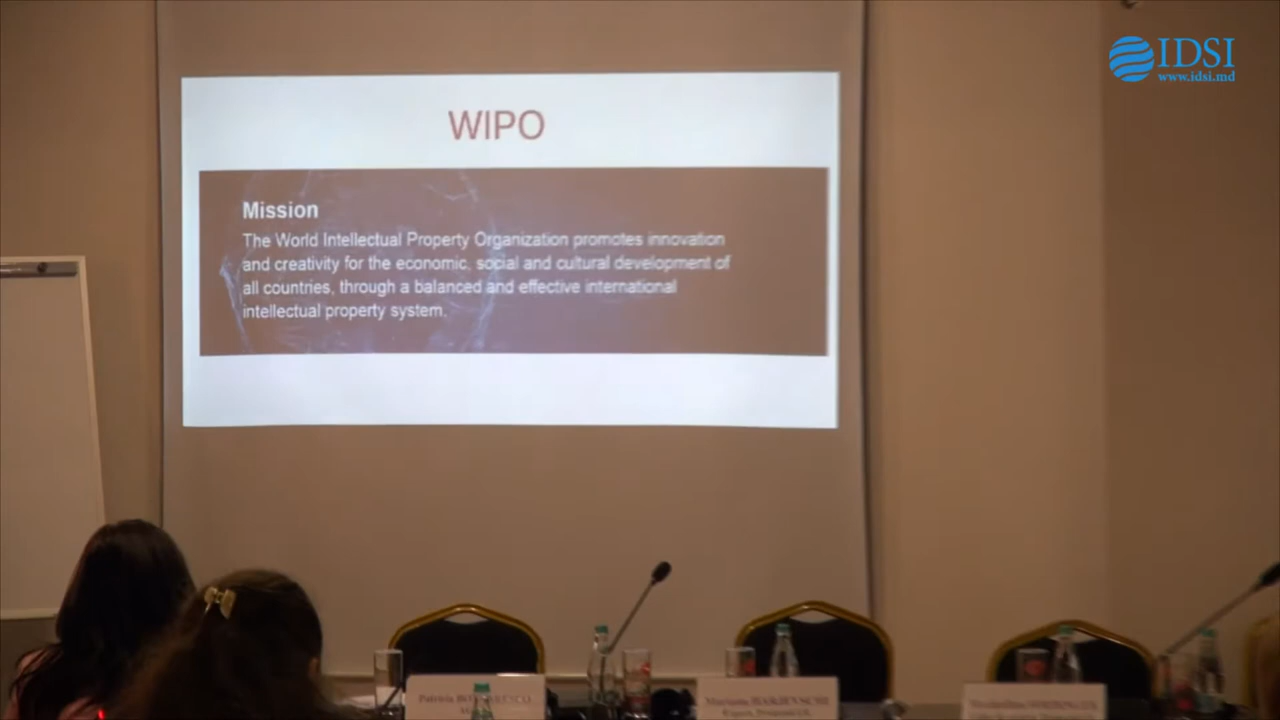 IDSI
www.idsi.md
WIPO
Mission
The World Intellectual Property Organization promotes innovation
and creativity for the economic, social and cultural development of
all countries, through a balanced and effective international
intellectual property system.